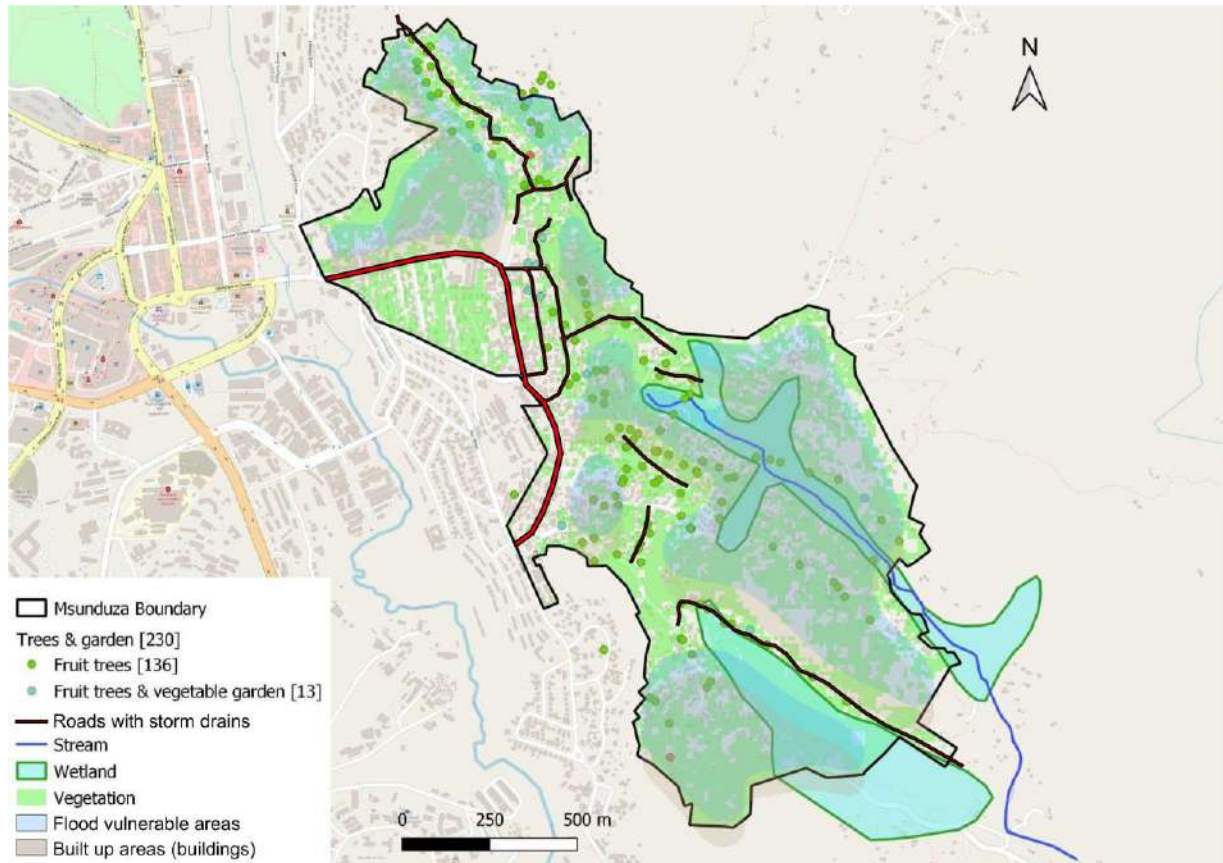 N
Msunduza Boundary
Trees & garden [230]
Fruit trees [136]
Fruit trees & vegetable garden [13]
Roads with storm drains
Stream
Wetland
Vegetation
Flood vulnerable areas
Built up areas (buildings)
0 250 500 m